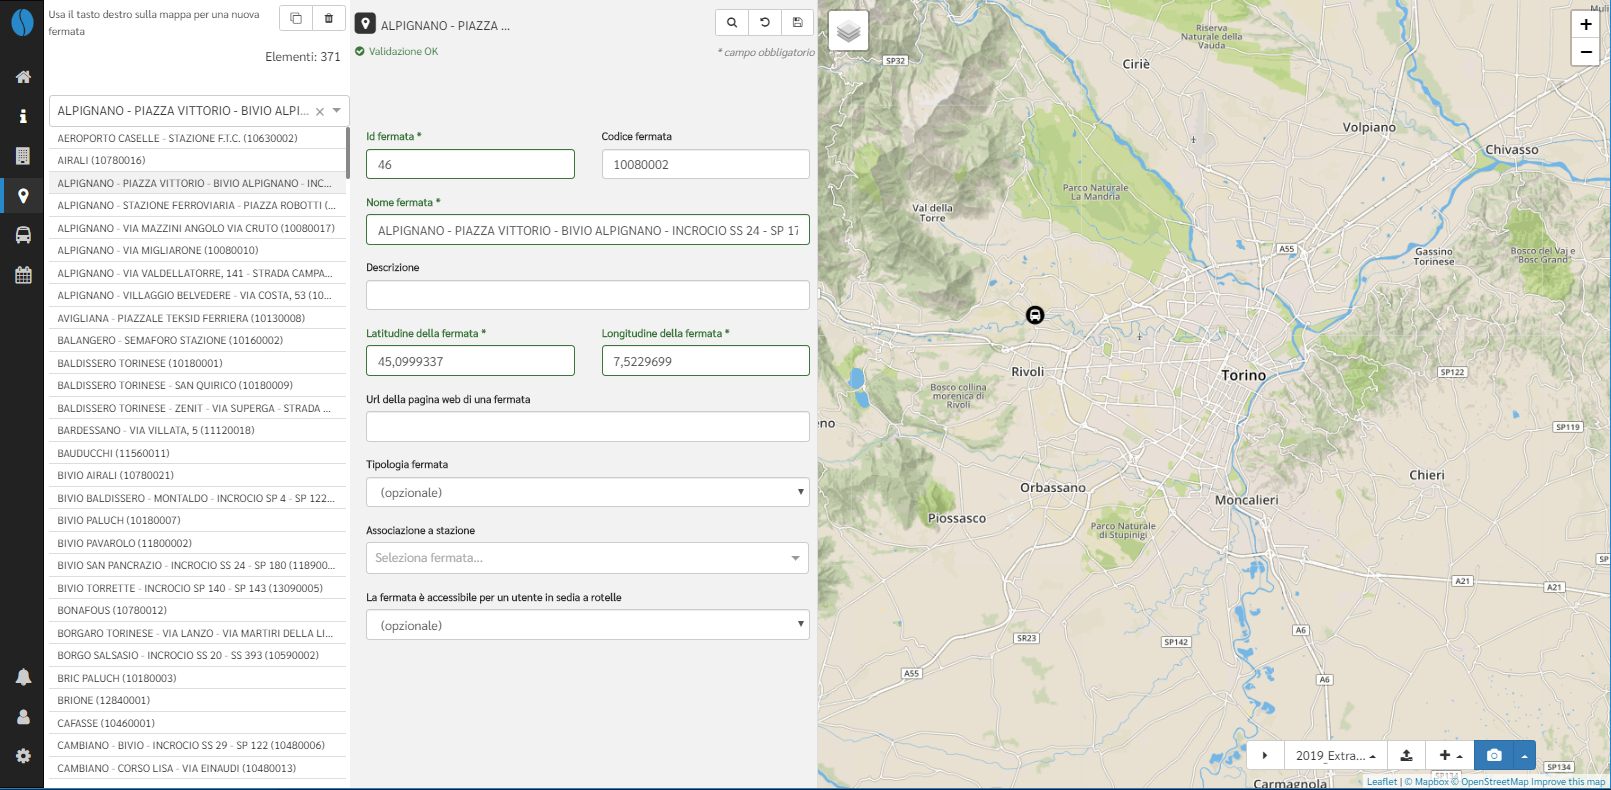 Usa il tasto destro sulla mappa per una nuova
fermata
Elementi: 371
ALPIGNANO - PIAZZA VITTORIO - BIVIO ALPI...
AEROPORTO CASELLE - STAZIONE F.T.C. (10630002)
AIRALI (10780016)
ALPIGNANO - PIAZZA VITTORIO - BIVIO ALPIGNANO - INC...
ALPIGNANO - STAZIONE FERROVIARIA - PIAZZA ROBOTTI (...
ALPIGNANO - VIA MAZZINI ANGOLO VIA CRUTO (10080017)
ALPIGNANO - VIA MIGLIARONE (10080010)
ALPIGNANO - VIA VALDELLATORRE, 141 - STRADA CAMPA...
ALPIGNANO - VILLAGGIO BELVEDERE - VIA COSTA, 53 (10...
AVIGLIANA - PIAZZALE TEKSID FERRIERA (10130008)
BALANGERO - SEMAFORO STAZIONE (10160002)
BALDISSERO TORINESE (10180001)
BALDISSERO TORINESE - SAN QUIRICO (10180009)
BALDISSERO TORINESE - ZENIT - VIA SUPERGA - STRADA ...
BARDESSANO - VIA VILLATA, 5 (11120018)
BAUDUCCHI (11560011)
BIVIO AIRALI (10780021)
BIVIO BALDISSERO - MONTALDO - INCROCIO SP 4 - SP 122...
BIVIO PALUCH (10180007)
BIVIO PAVAROLO (11800002)
BIVIO SAN PANCRAZIO - INCROCIO SS 24 - SP 180 (118900...
BIVIO TORRETTE - INCROCIO SP 140 - SP 143 (13090005)
BONAFOUS (10780012)
BORGARO TORINESE - VIA LANZO - VIA MARTIRI DELLA LI...
BORGO SALSASIO - INCROCIO SS 20 - SS 393 (10590002)
BRIC PALUCH (10180003)
BRIONE (12840001)
CAFASSE (10460001)
CAMBIANO - BIVIO - INCROCIO SS 29 - SP 122 (10480006)
CAMBIANO - CORSO LISA - VIA EINAUDI (10480013)
ALPIGNANO - PIAZZA ...
Validazione OK
* campo obbligatorio
Id fermata *
Codice fermata
46
10080002
Nome fermata *
ALPIGNANO - PIAZZA VITTORIO - BIVIO ALPIGNANO - INCROCIO SS 24 - SP 17
Descrizione
Latitudine della fermata *
Longitudine della fermata *
45,0999337
7,5229699
Url della pagina web di una fermata
Tipologia fermata
(opzionale)
Associazione a stazione
Seleziona fermata...
La fermata è accessibile per un utente in sedia a rotelle
(opzionale)
+
−
Riserva
Naturale della
Vauda
SP32
Ciriè
Volpiano
Chivasso
Parco Naturale
La Mandria
Val della
Torre
A55
Gassino
Torinese
Bosco del Vaj e
Bosc Grand
Rivoli
Torino
SP122
Bosco collina
morenica di
Rivoli
eno
SP119
Chieri
Orbassano
Moncalieri
Piossasco
Parco Naturale
di Stupinigi
SP
A21
A21
SR23
SP142
A6
A55
A6
2019_Extra...
SP134
Carmagnola
Leaflet | © Mapbox © OpenStreetMap Improve this map